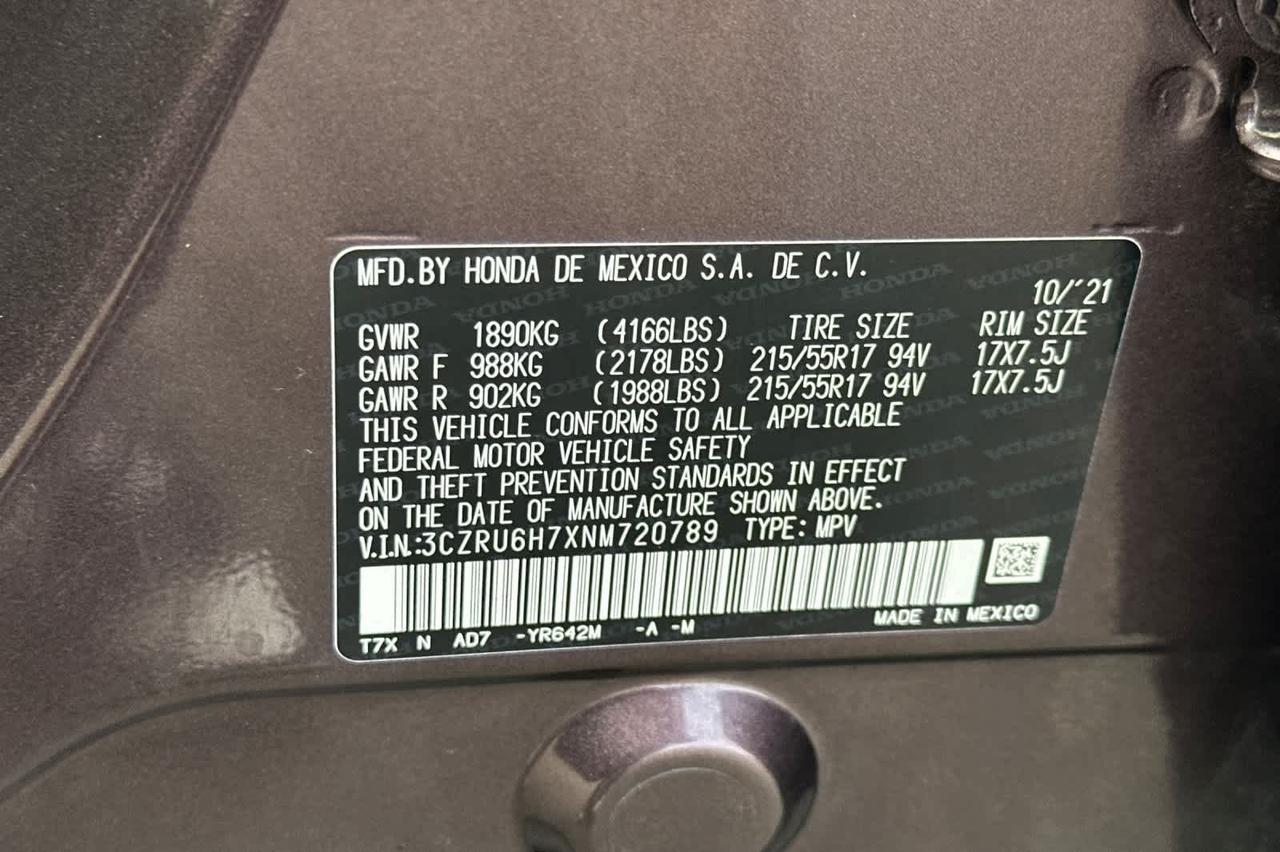 MFD.BY HONDA DE MEXICO S.A. DE C.V.
10/'21
GVWR 1890KG (4166LBS) TIRE SIZE RIM SIZE
GAWR F 988KG (2178LBS) 215/55R17 94V 17X7.5J
GAWR R 902KG (1988LBS) 215/55R17 94V 17X7.5J
THIS VEHICLE CONFORMS TO ALL APPLICABLE
FEDERAL MOTOR VEHICLE SAFETY
AND THEFT PREVENTION STANDARDS IN EFFECT
ON THE DATE OF MANUFACTURE SHOWN ABOVE.
V.I.N.:3CZRU6H7XNM720789 TYPE: MPV
T7X N AD7 -YR642M -A -M MADE IN MEXICO